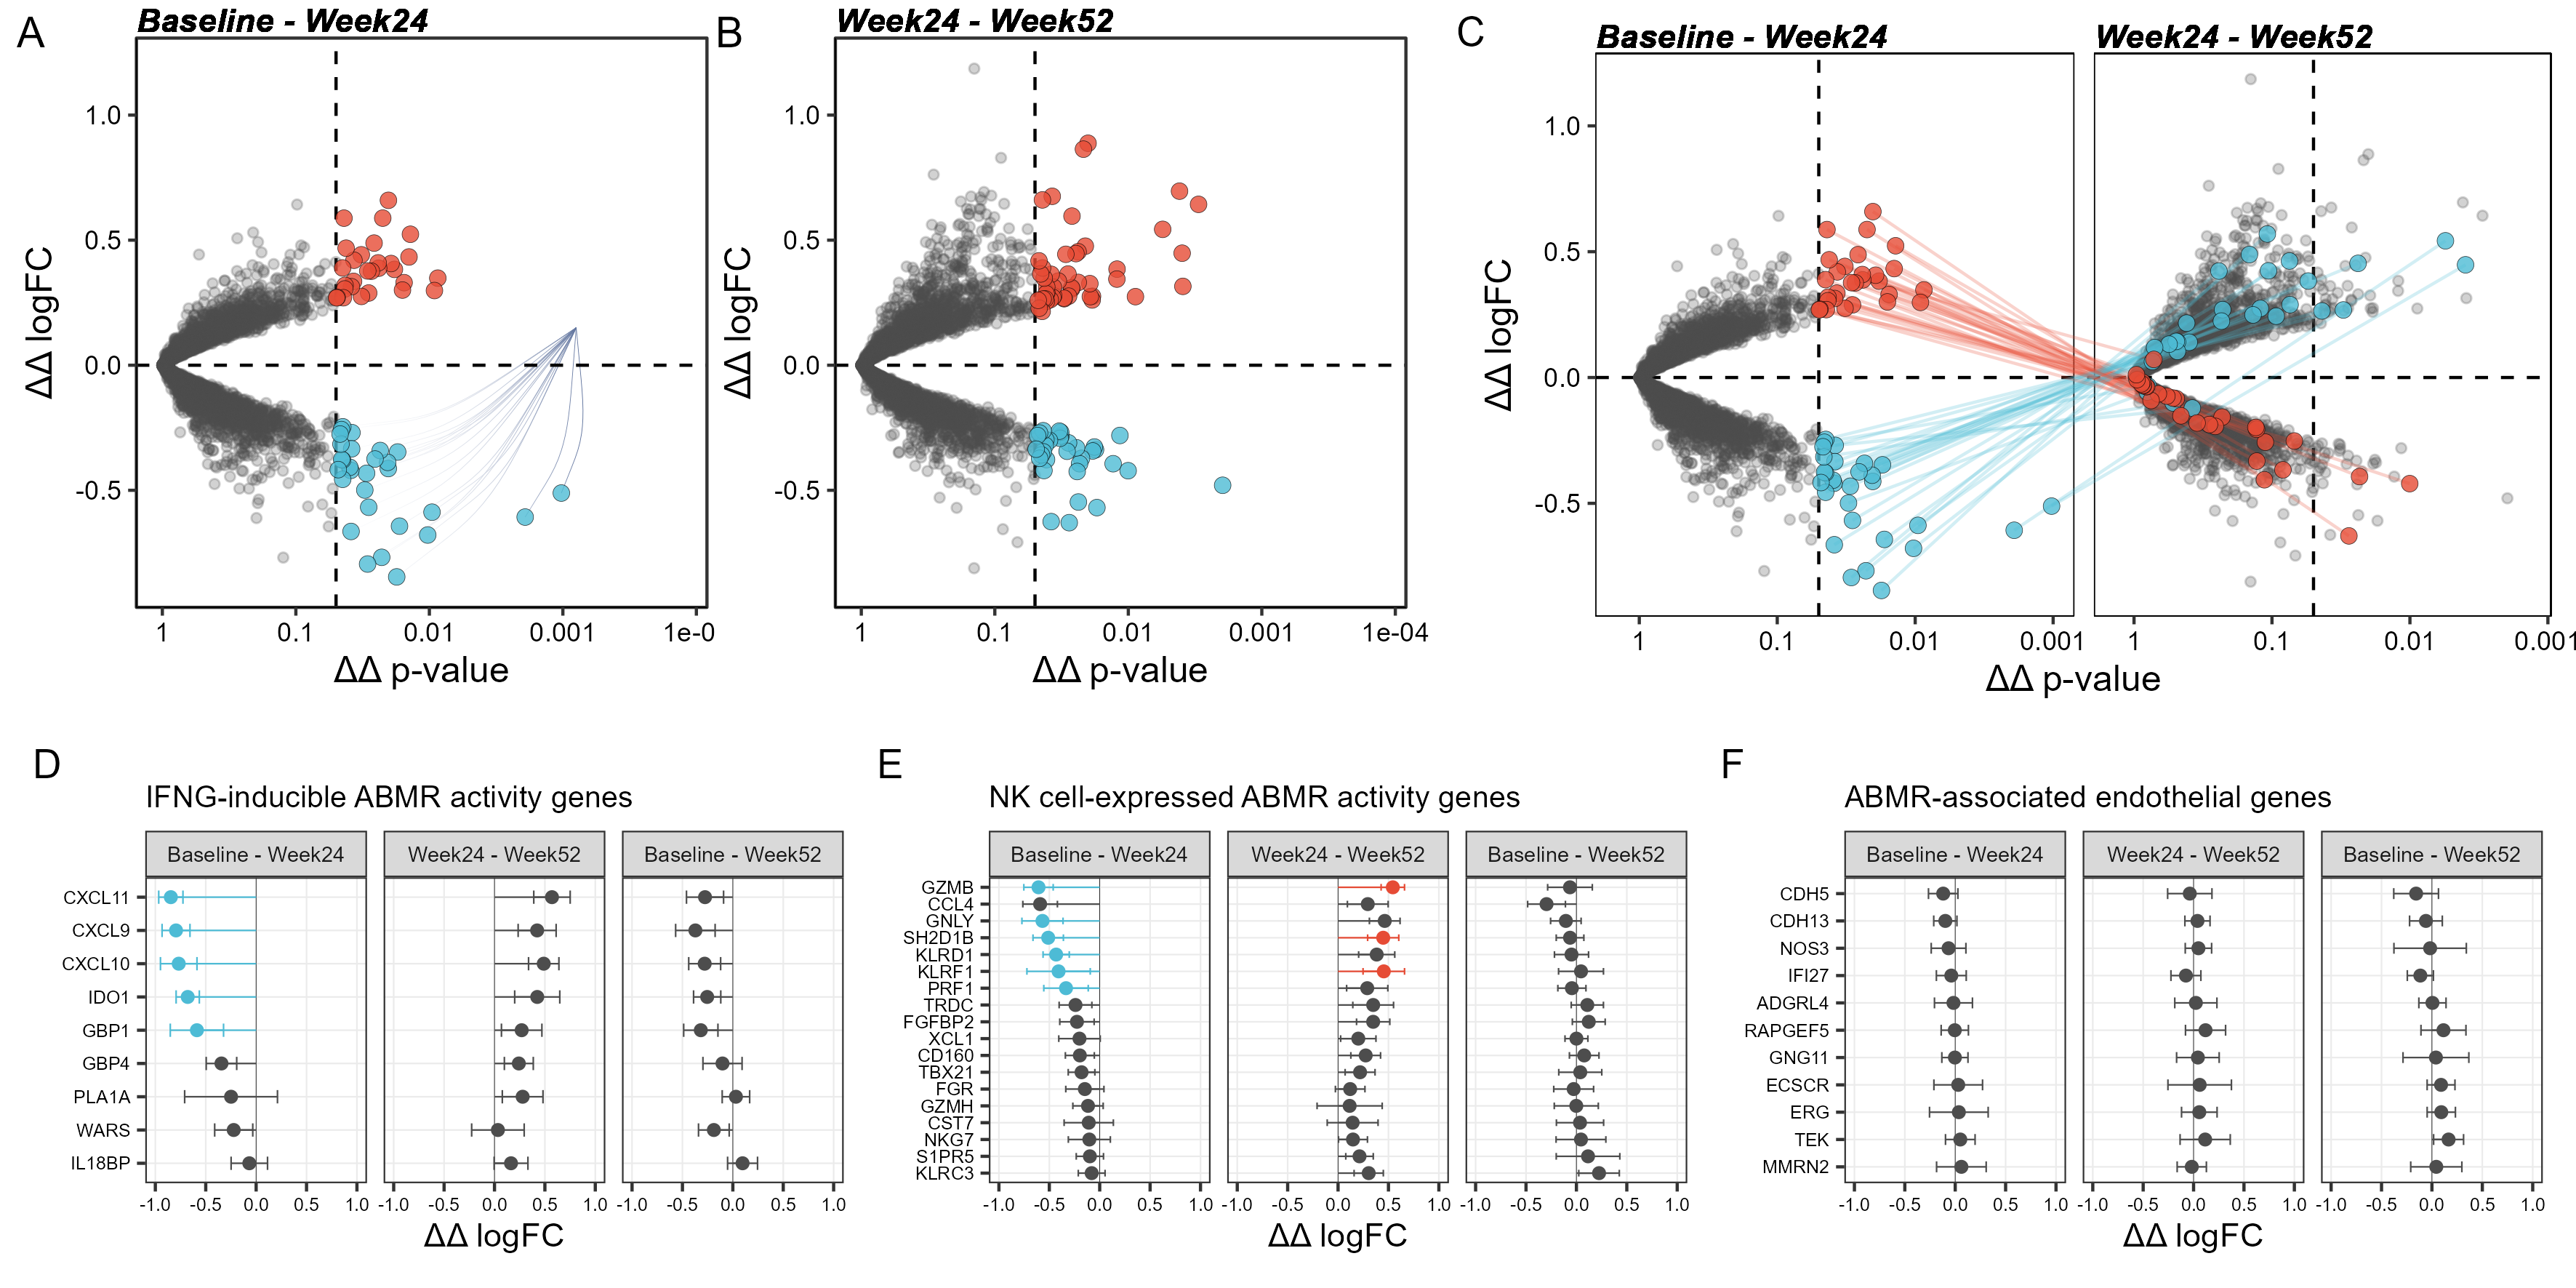 A
Baseline - Week24
ΔΔ logFC
1.0
0.5
0.0
-0.5
1 0.1 0.01 0.001 1e-0
ΔΔ p-value
B
Week24 - Week52
ΔΔ logFC
1.0
0.5
0.0
-0.5
1 0.1 0.01 0.001 1e-04
ΔΔ p-value
C
Baseline - Week24 Week24 - Week52
ΔΔ logFC
1.0
0.5
0.0
-0.5
1 0.1 0.01 0.001 1 0.1 0.01 0.001
ΔΔ p-value
D
IFNG-inducible ABMR activity genes
Baseline - Week24 Week24 - Week52 Baseline - Week52
CXCL11
CXCL9
CXCL10
IDO1
GBP1
GBP4
PLA1A
WARS
IL18BP
-1.0 -0.5 0.0 0.5 1.0 -1.0 -0.5 0.0 0.5 1.0 -1.0 -0.5 0.0 0.5 1.0
ΔΔ logFC
E
NK cell-expressed ABMR activity genes
Baseline - Week24 Week24 - Week52 Baseline - Week52
GZMB
CCL4
GNLY
SH2D1B
KLRD1
KLRF1
PRF1
TRDC
FGFBP2
XCL1
CD160
TBX21
FGR
GZMH
CST7
NKG7
S1PR5
KLRC3
-1.0 -0.5 0.0 0.5 1.0 -1.0 -0.5 0.0 0.5 1.0 -1.0 -0.5 0.0 0.5 1.0
ΔΔ logFC
F
ABMR-associated endothelial genes
Baseline - Week24 Week24 - Week52 Baseline - Week52
CDH5
CDH13
NOS3
IFI27
ADGRL4
RAPGEF5
GNG11
ECSCR
ERG
TEK
MMRN2
-1.0 -0.5 0.0 0.5 1.0 -1.0 -0.5 0.0 0.5 1.0 -1.0 -0.5 0.0 0.5 1.0
ΔΔ logFC